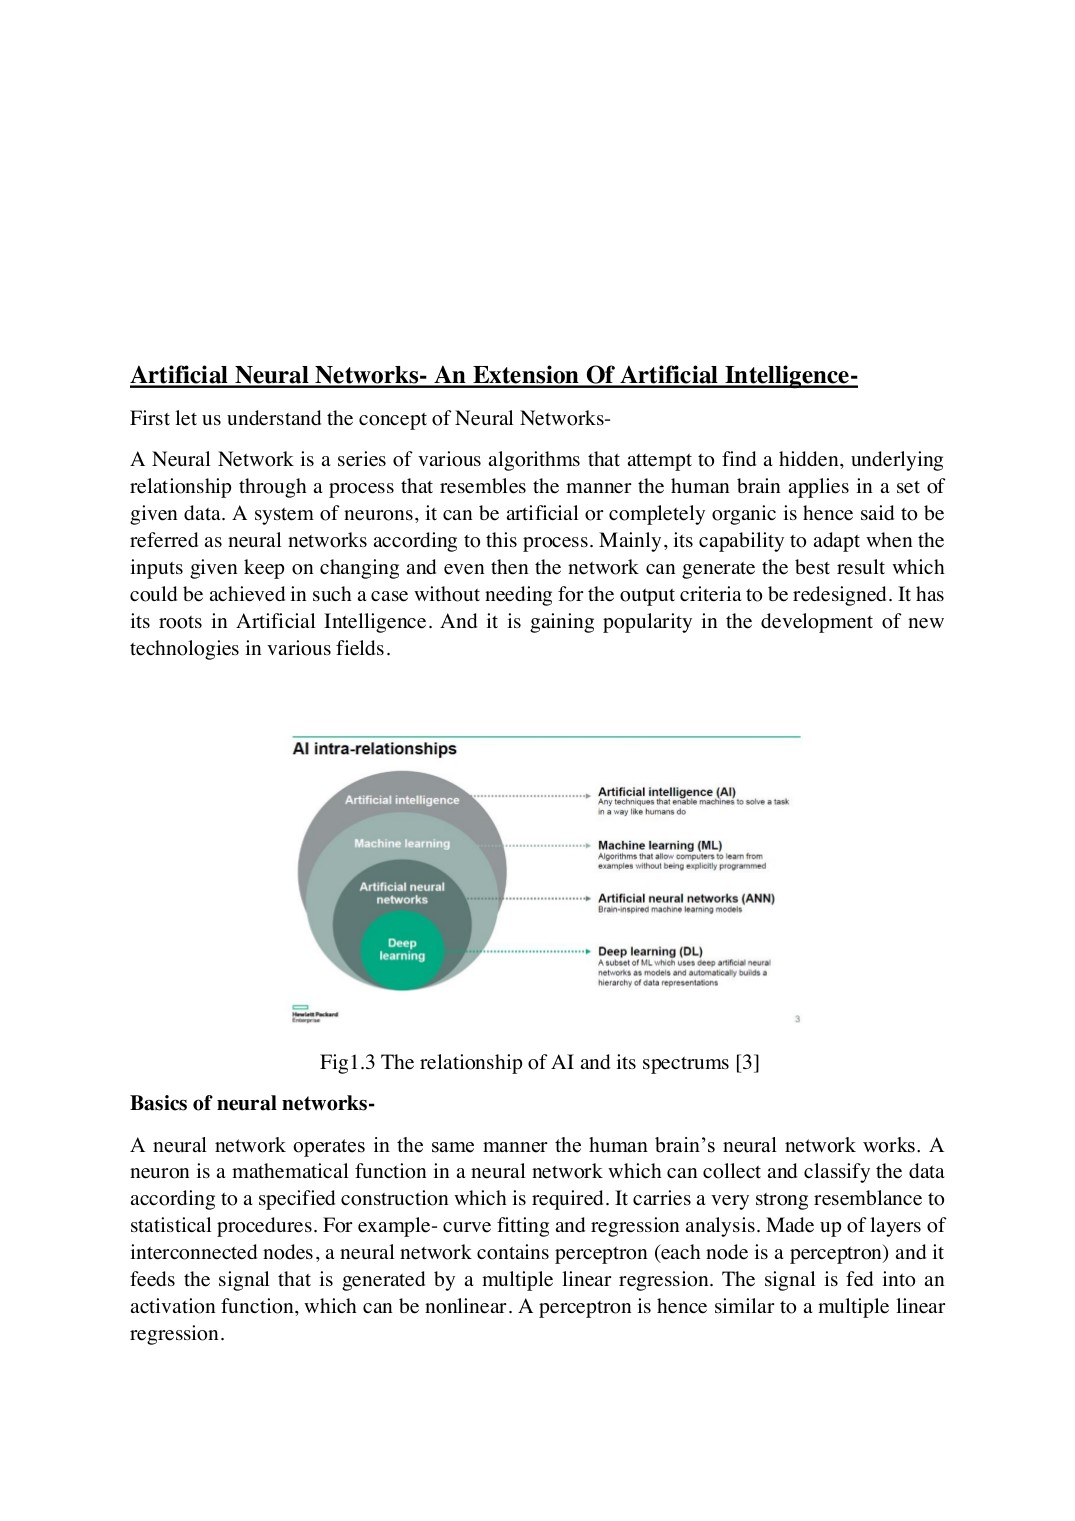 Artificial Neural Networks- An Extension Of Artificial Intelligence-
First let us understand the concept of Neural Networks-
A Neural Network is a series of various algorithms that attempt to find a hidden, underlying
relationship through a process that resembles the manner the human brain applies in a set of
given data. A system of neurons, it can be artificial or completely organic is hence said to be
referred as neural networks according to this process. Mainly, its capability to adapt when the
inputs given keep on changing and even then the network can generate the best result which
could be achieved in such a case without needing for the output criteria to be redesigned. It has
its roots in Artificial Intelligence. And it is gaining popularity in the development of new
technologies in various fields.
AI intra-relationships
Artificial intelligence
Machine learning
Artificial neural
networks
Deep
learning
Artificial intelligence (AI)
Any techniques that enable machines to solve a task
in a way like humans do
Machine learning (ML)
Algorithms that allow computers to learn from
examples without being explicitly programmed
Artificial neural networks (ANN)
Brain-inspired machine learning models
Deep learning (DL)
A subset of ML which uses deep artificial neural
networks as models and automatically builds a
hierarchy of data representations
Hewlett Packard
Enterprise
3
Fig1.3 The relationship of AI and its spectrums [3]
Basics of neural networks-
A neural network operates in the same manner the human brain’s neural network works. A
neuron is a mathematical function in a neural network which can collect and classify the data
according to a specified construction which is required. It carries a very strong resemblance to
statistical procedures. For example- curve fitting and regression analysis. Made up of layers of
interconnected nodes, a neural network contains perceptron (each node is a perceptron) and it
feeds the signal that is generated by a multiple linear regression. The signal is fed into an
activation function, which can be nonlinear. A perceptron is hence similar to a multiple linear
regression.